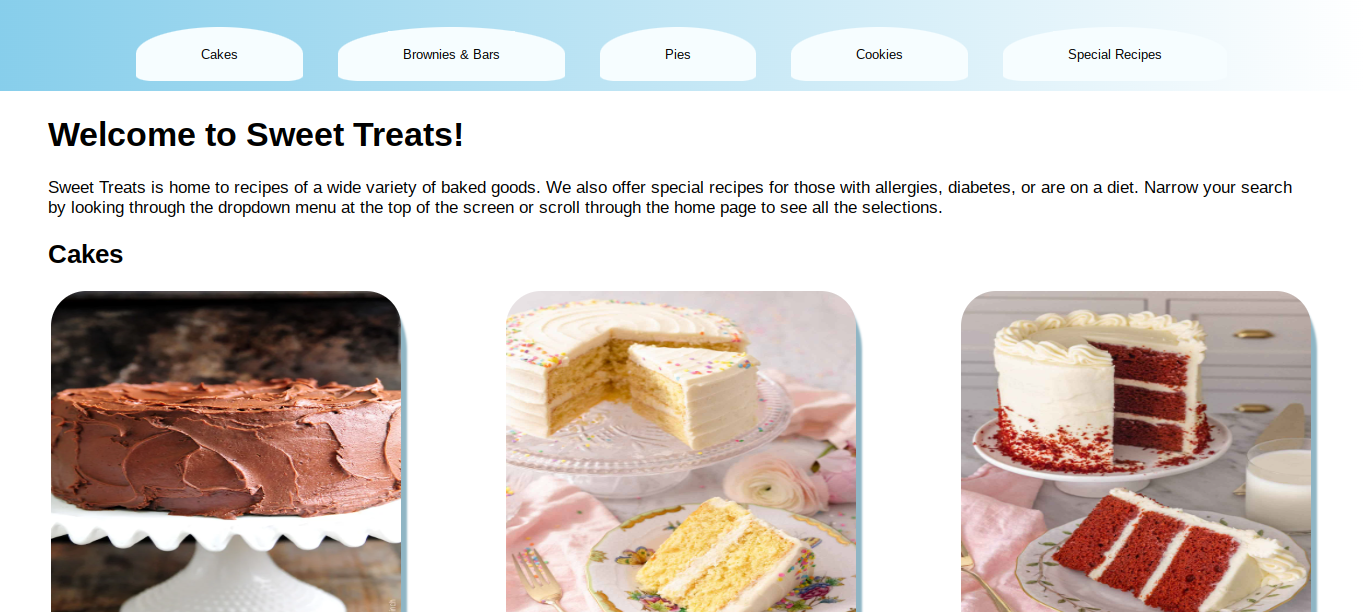 Cakes
Brownies & Bars
Pies
Cookies
Special Recipes
Welcome to Sweet Treats!
Sweet Treats is home to recipes of a wide variety of baked goods. We also offer special recipes for those with allergies, diabetes, or are on a diet. Narrow your search
by looking through the dropdown menu at the top of the screen or scroll through the home page to see all the selections.
Cakes